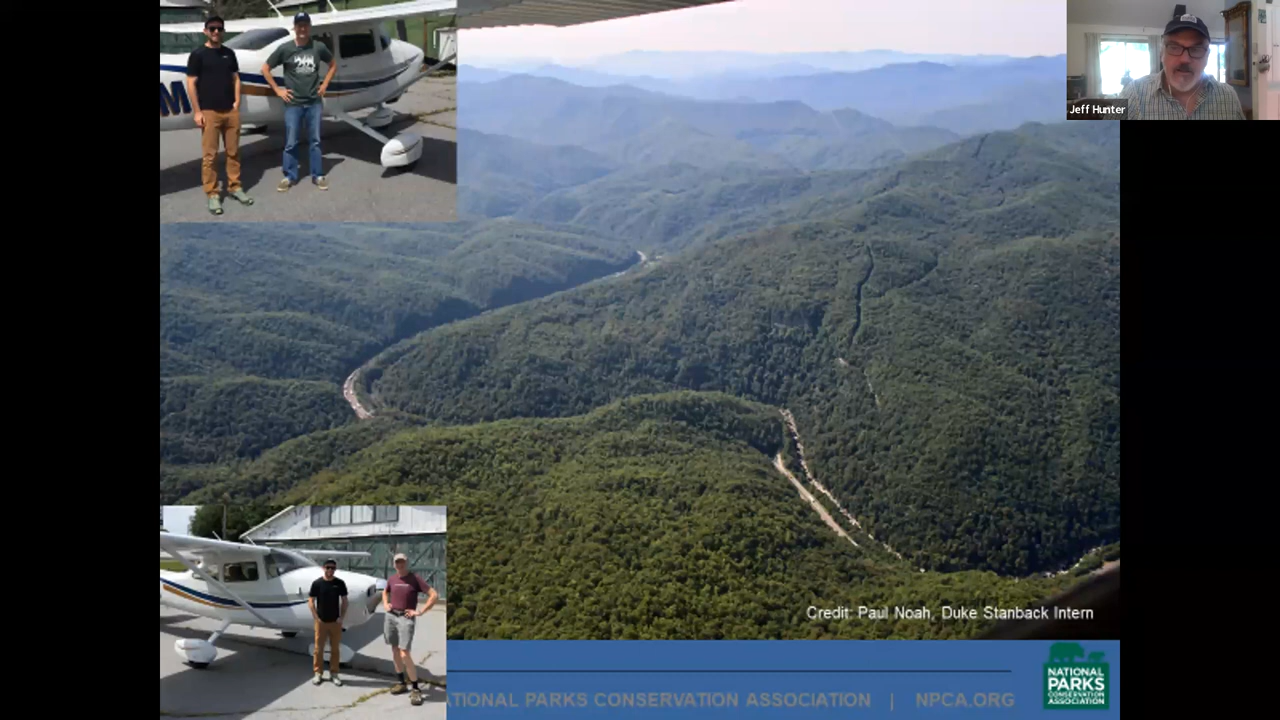 M
Jeff Hunter
Credit: Paul Noah, Duke Stanback Intern
ATIONAL PARKS CONSERVATION ASSOCIATION | NPCA.ORG
NATIONAL
PARKS
CONSERVATION
ASSOCIATION